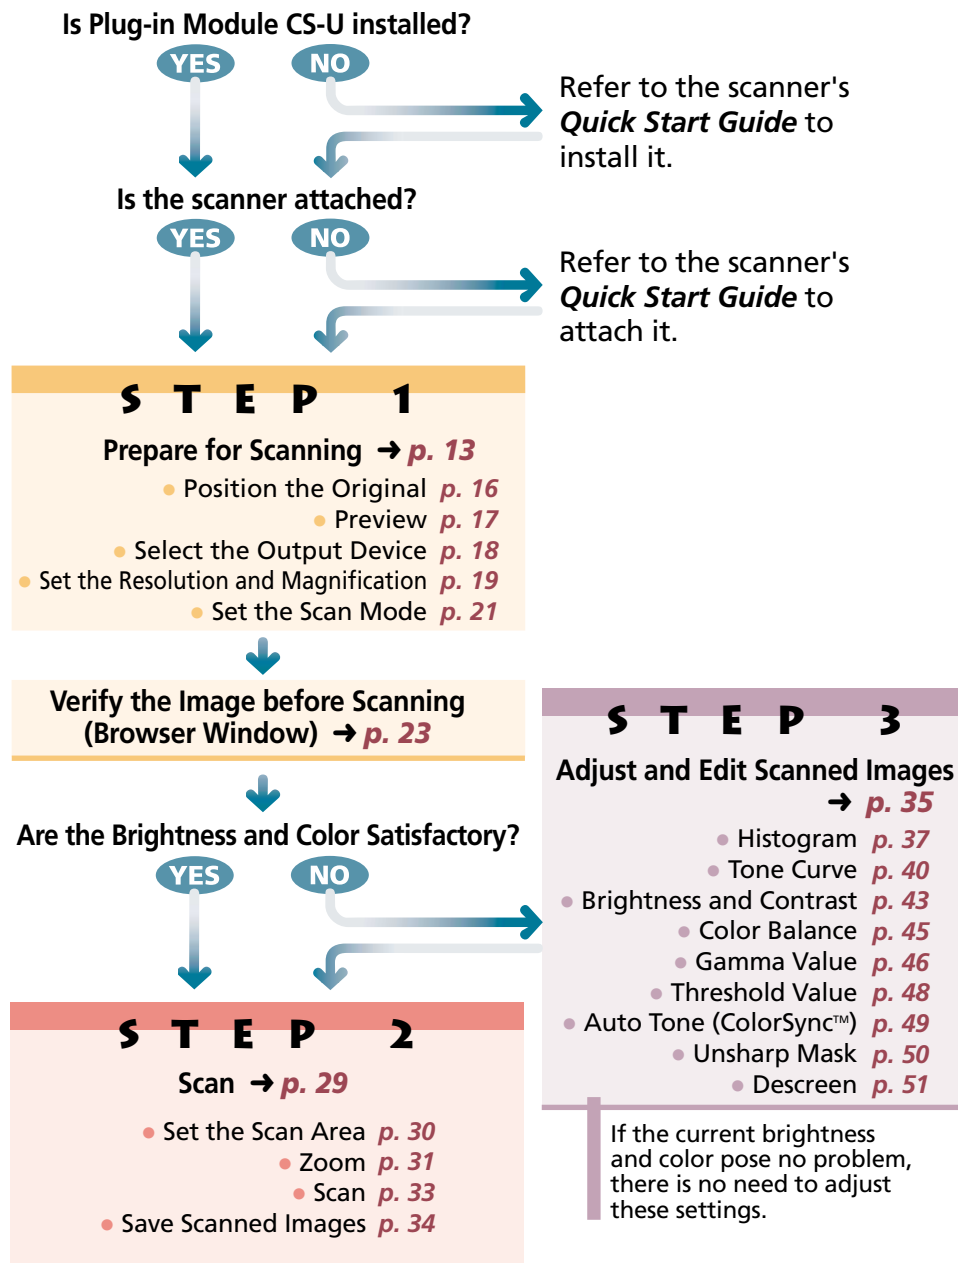 Is Plug-in Module CS-U installed?
YES
NO
Refer to the scanner's
Quick Start Guide to
install it.
Is the scanner attached?
YES
NO
Refer to the scanner's
Quick Start Guide to
attach it.
STEP 1
Prepare for Scanning ➜ p. 13
• Position the Original p. 16
• Preview p. 17
• Select the Output Device p. 18
• Set the Resolution and Magnification p. 19
• Set the Scan Mode p. 21
Verify the Image before Scanning
(Browser Window) ➜ p. 23
Are the Brightness and Color Satisfactory?
YES
NO
STEP 2
Scan ➜ p. 29
• Set the Scan Area p. 30
• Zoom p. 31
• Scan p. 33
• Save Scanned Images p. 34
STEP 3
Adjust and Edit Scanned Images
➜ p. 35
• Histogram p. 37
• Tone Curve p. 40
• Brightness and Contrast p. 43
• Color Balance p. 45
• Gamma Value p. 46
• Threshold Value p. 48
• Auto Tone (ColorSync™) p. 49
• Unsharp Mask p. 50
• Descreen p. 51
If the current brightness
and color pose no problem,
there is no need to adjust
these settings.